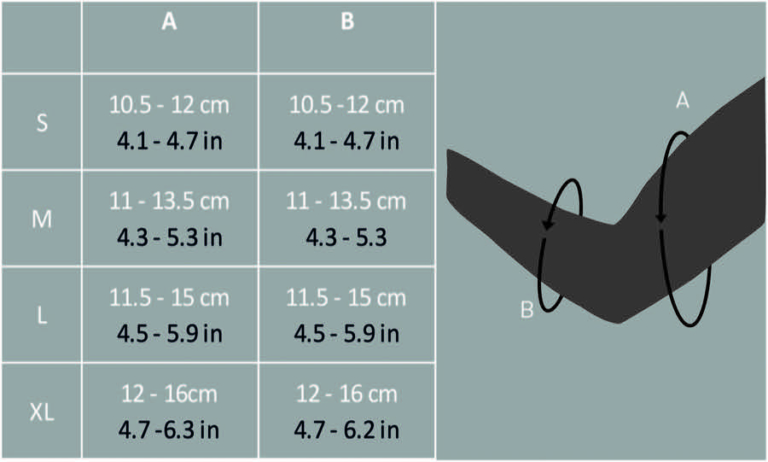 A B
S
10.5 - 12 cm 10.5 -12 cm
4.1 - 4.7 in 4.1 - 4.7 in
M
11 - 13.5 cm 11 - 13.5 cm
4.3 - 5.3 in 4.3 - 5.3
L
11.5 - 15 cm 11.5 - 15 cm
4.5 - 5.9 in 4.5 - 5.9 in
XL
12 - 16cm 12 - 16 cm
4.7 -6.3 in 4.7 - 6.2 in
A
B